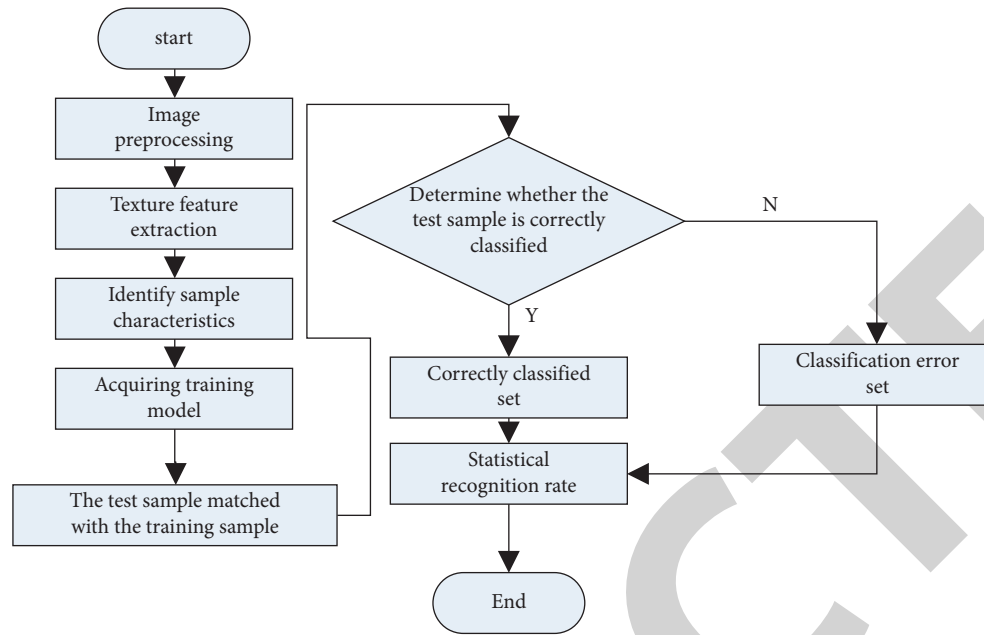 start
Image
preprocessing
Texture feature
extraction
Identify sample
characteristics
Acquiring training
model
The test sample matched
with the training sample
Determine whether the
test sample is correctly
classified
N
Y
Correctly classified
set
Classification error
set
Statistical
recognition rate
End